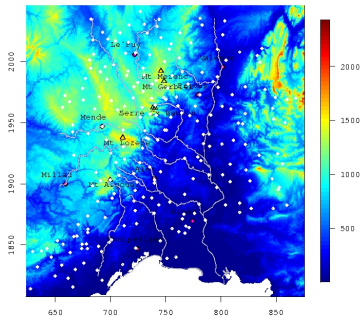 Le Puy
Mt Mezenc
Mt Gerbier
Serre
Mende
Mt Lozere
Millau
Mt Aigoual
2000
1950
1900
1850
650
700
750
800
850
2000
1500
1000
500